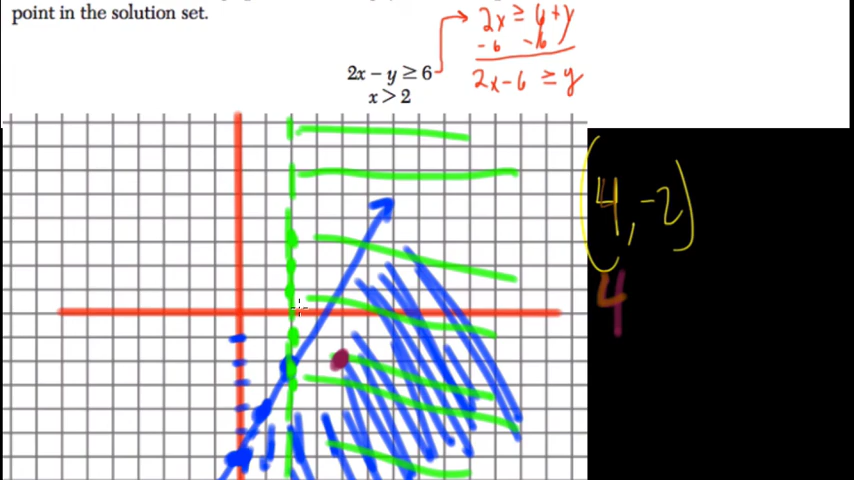 point in the solution set.
2x ≥ 6+y
-6 -6
2x - y ≥ 6
2x-6 ≥ y
x > 2
(4, -2)
4